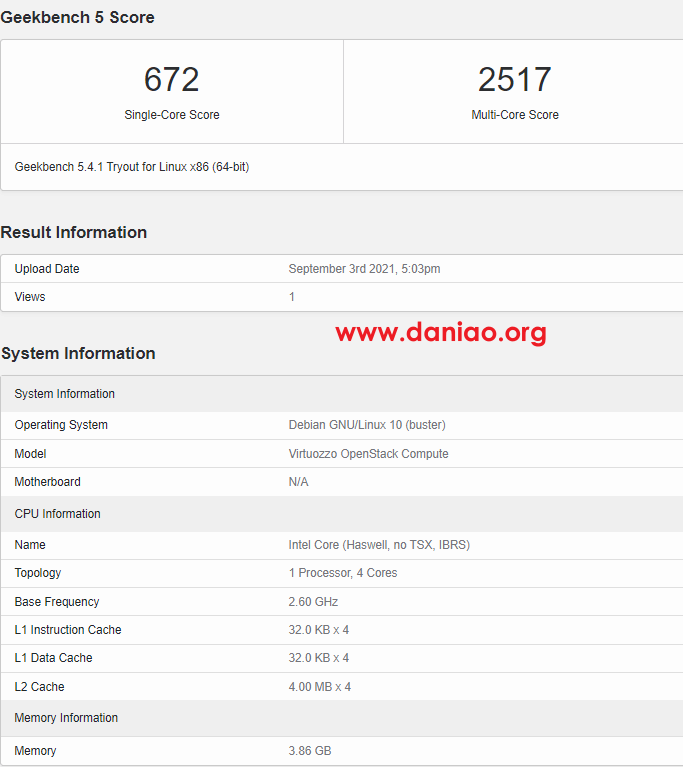 Geekbench 5 Score
672 2517
Single-Core Score Multi-Core Score
Geekbench 5.4.1 Tryout for Linux x86 (64-bit)
Result Information
Upload Date September 3rd 2021, 5:03pm
Views 1
www.daniao.org
System Information
System Information
Operating System Debian GNU/Linux 10 (buster)
Model Virtuozzo OpenStack Compute
Motherboard N/A
CPU Information
Name Intel Core (Haswell, no TSX, IBRS)
Topology 1 Processor, 4 Cores
Base Frequency 2.60 GHz
L1 Instruction Cache 32.0 KB x 4
L1 Data Cache 32.0 KB x 4
L2 Cache 4.00 MB x 4
Memory Information
Memory 3.86 GB